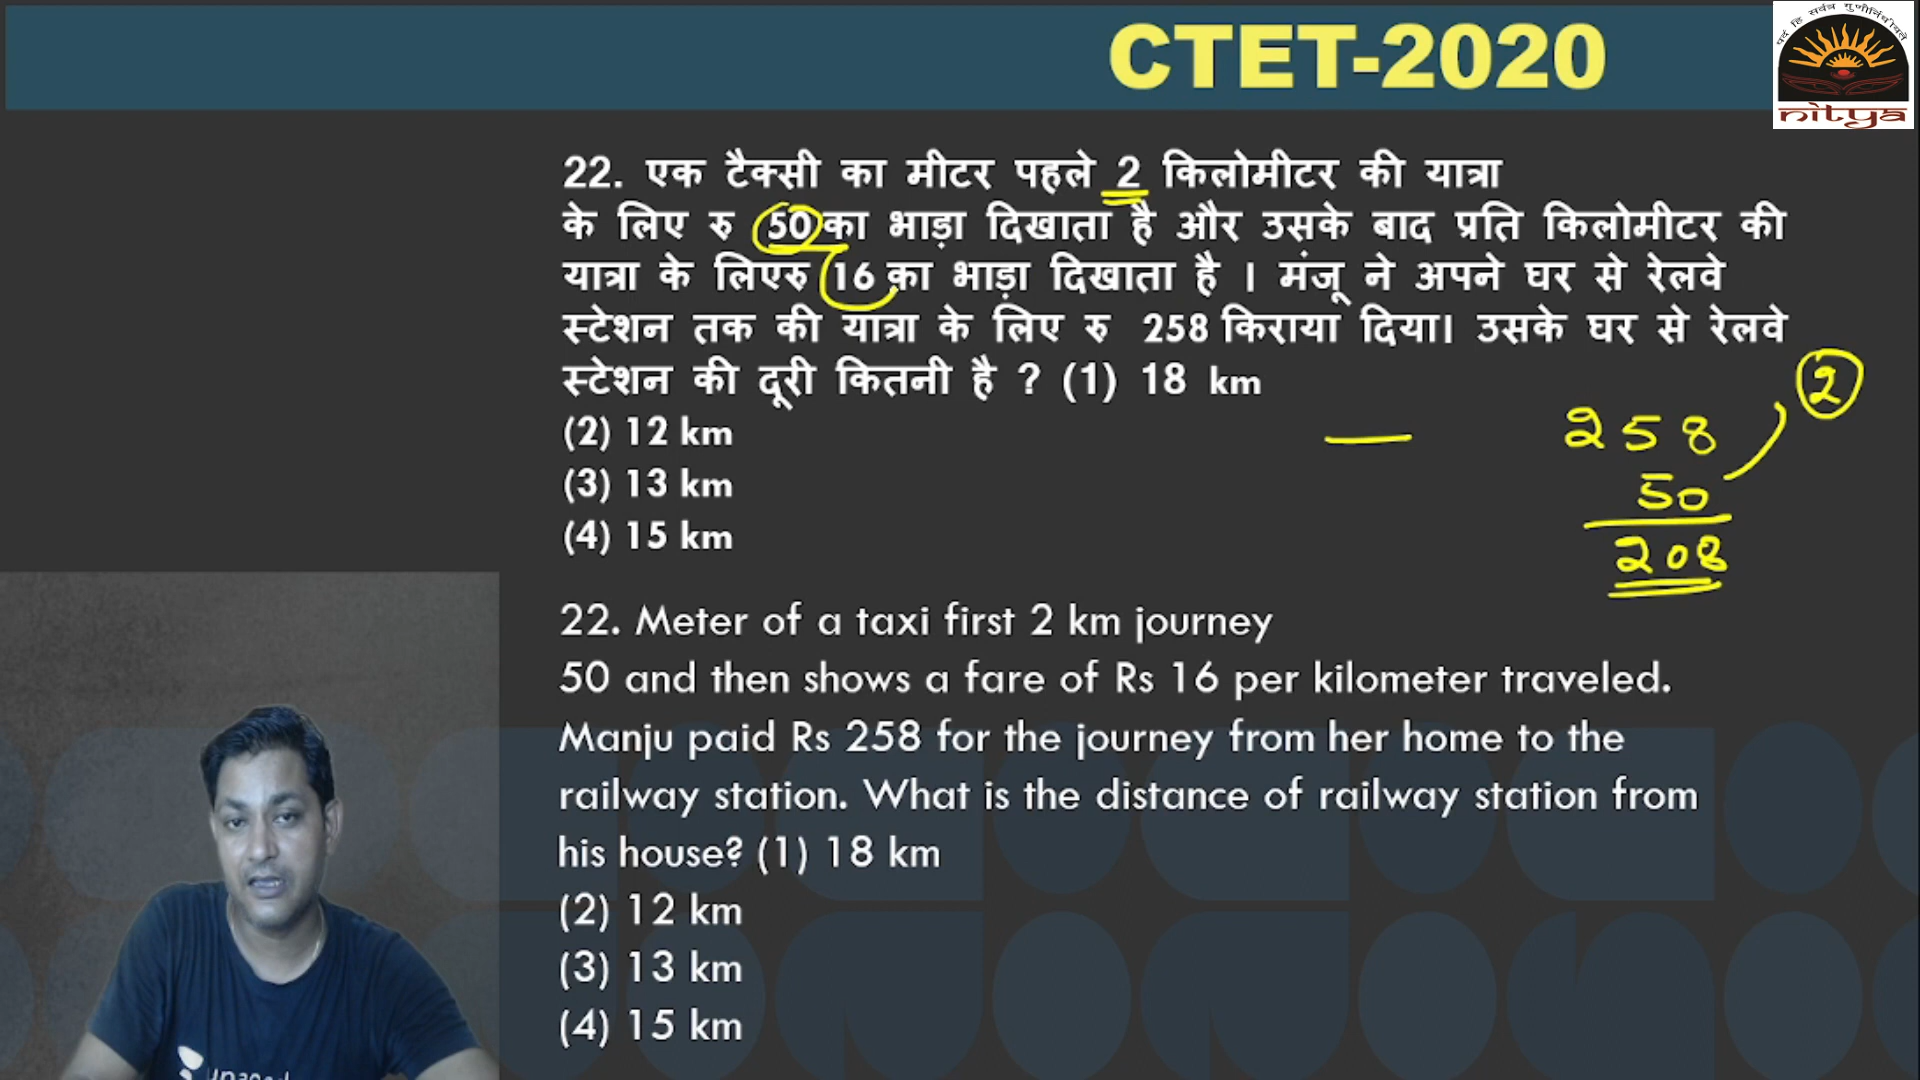 CTET-2020
पदं हि सर्वत्र गुणैर्निधीयते
nitya
22. एक टैक्सी का मीटर पहले 2 किलोमीटर की यात्रा
के लिए रु 50 का भाड़ा दिखाता है और उसके बाद प्रति किलोमीटर की
यात्रा के लिएरु 16 का भाड़ा दिखाता है । मंजू ने अपने घर से रेलवे
स्टेशन तक की यात्रा के लिए रु 258 किराया दिया। उसके घर से रेलवे
स्टेशन की दूरी कितनी है ? (1) 18 km
(2) 12 km
(3) 13 km
(4) 15 km
2
258
50
208
22. Meter of a taxi first 2 km journey
50 and then shows a fare of Rs 16 per kilometer traveled.
Manju paid Rs 258 for the journey from her home to the
railway station. What is the distance of railway station from
his house? (1) 18 km
(2) 12 km
(3) 13 km
(4) 15 km